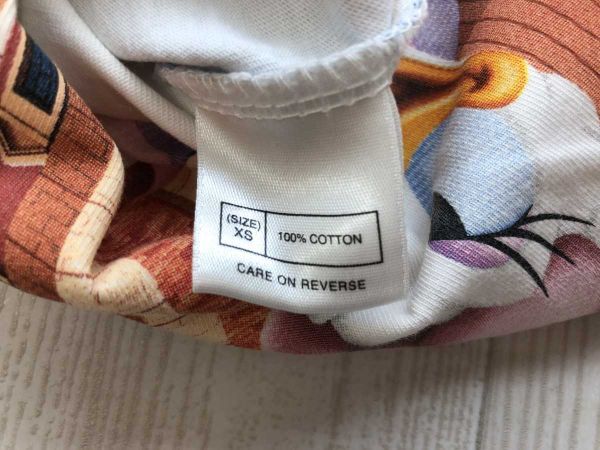 (SIZE)
XS
100% COTTON
CARE ON REVERSE